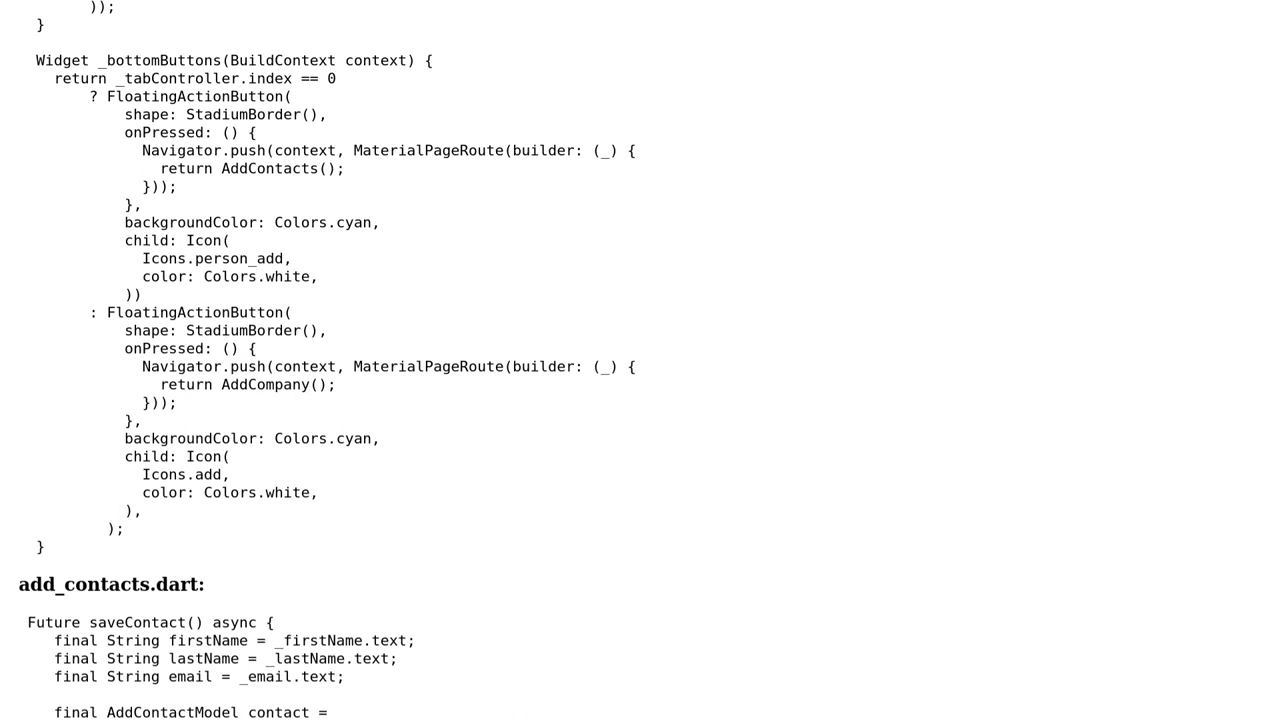 ));
}
Widget _bottomButtons(BuildContext context) {
return _tabController.index == 0
? FloatingActionButton(
shape: StadiumBorder(),
onPressed: () {
Navigator.push(context, MaterialPageRoute(builder: (_) {
return AddContacts();
}));
},
backgroundColor: Colors.cyan,
child: Icon(
Icons.person_add,
color: Colors.white,
))
: FloatingActionButton(
shape: StadiumBorder(),
onPressed: () {
Navigator.push(context, MaterialPageRoute(builder: (_) {
return AddCompany();
}));
},
backgroundColor: Colors.cyan,
child: Icon(
Icons.add,
color: Colors.white,
),
);
}
add_contacts.dart:
Future saveContact() async {
final String firstName = _firstName.text;
final String lastName = _lastName.text;
final String email = _email.text;
final AddContactModel contact =